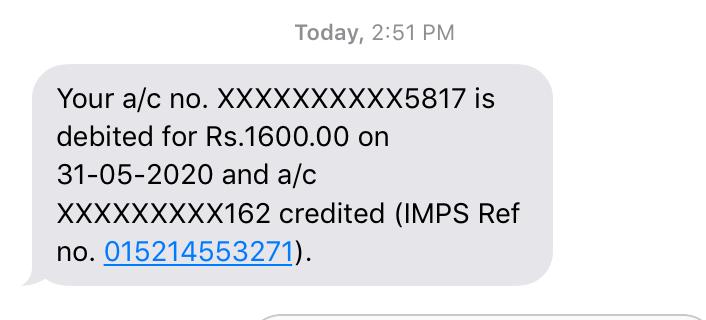 Today, 2:51 PM
Your a/c no. XXXXXXXXXX5817 is
debited for Rs.1600.00 on
31-05-2020 and a/c
XXXXXXXXX162 credited (IMPS Ref
no. 015214553271).